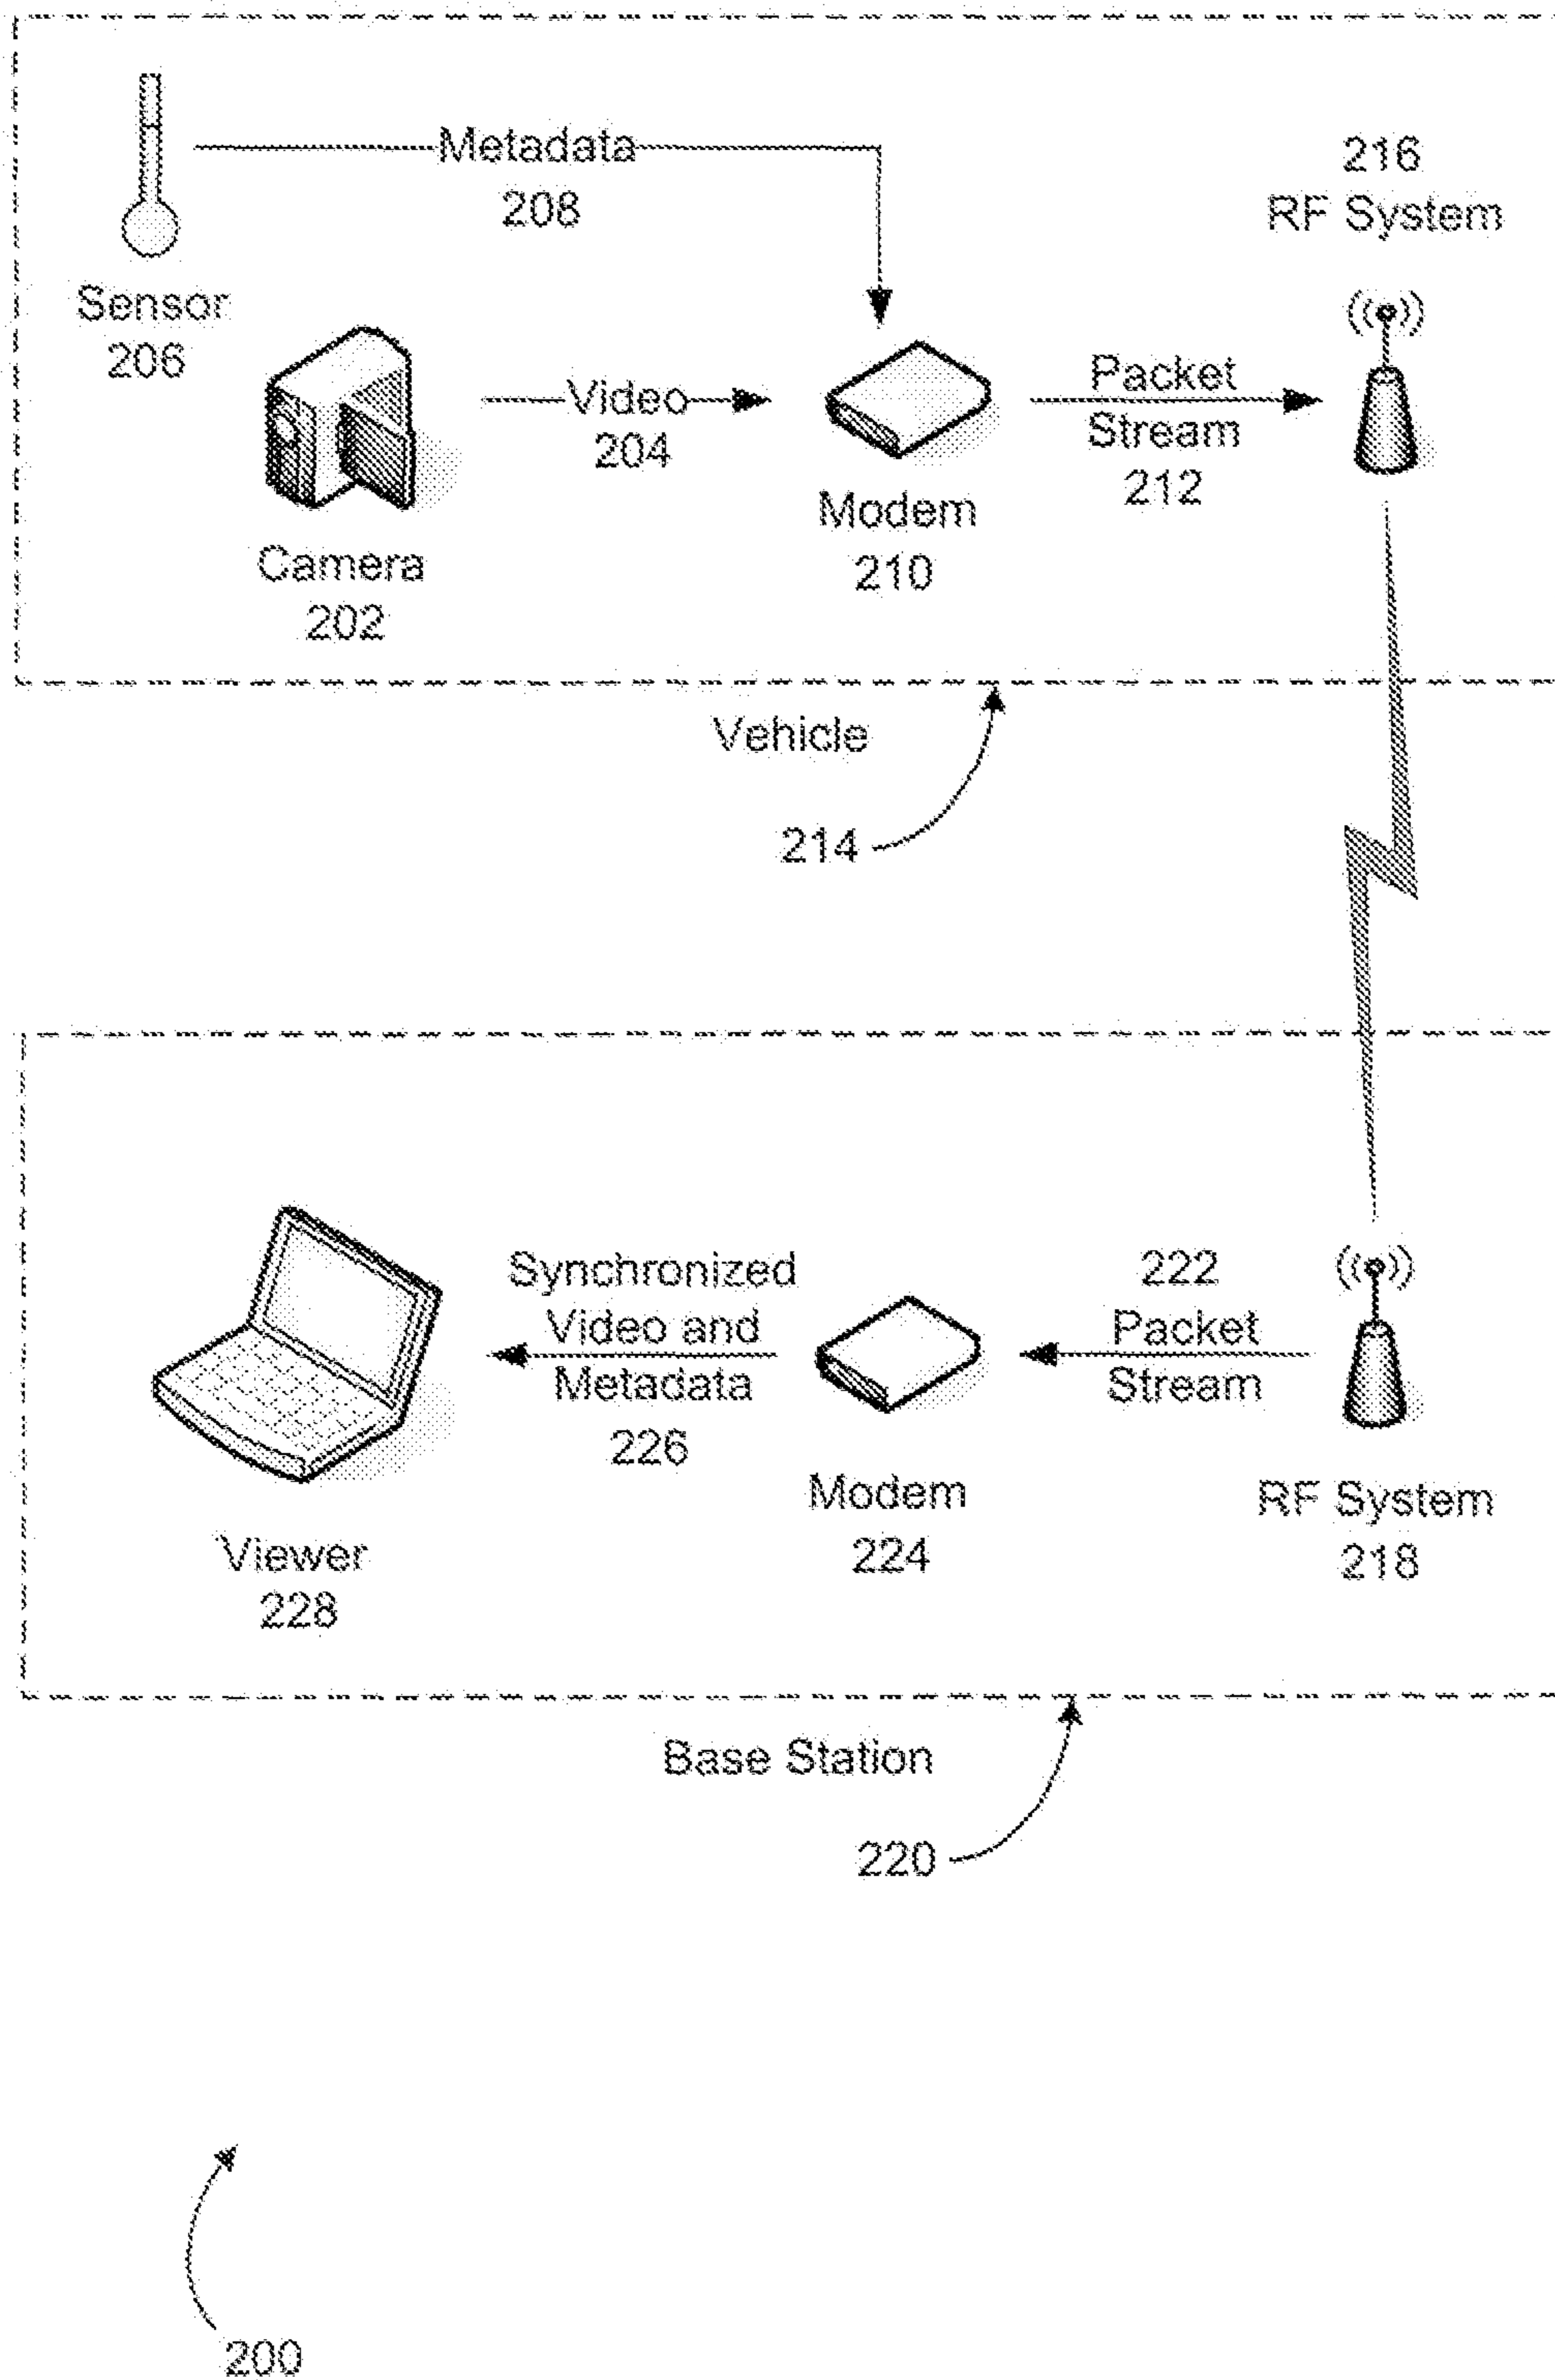 Metadata
208
216
RF System
Sensor
206
Video
204
Packet
Stream
212
Modem
210
Camera
202
Vehicle
214
Synchronized
Video and
Metadata
226
222
Packet
Stream
Modem
224
RF System
218
Viewer
228
Base Station
220
200